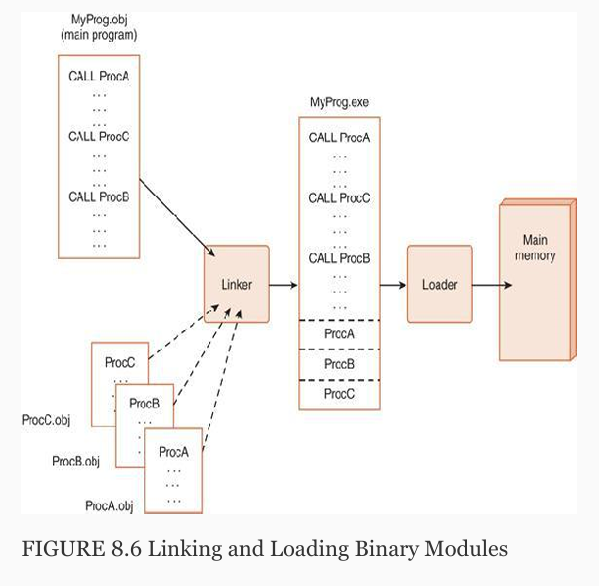 MyProg.obj
(main program)
CALL ProcA
...
...
CALL ProcC
...
...
CALL ProcB
...
...
MyProg.exe
CALL ProcA
...
...
CALL ProcC
...
...
CALL ProcB
...
...
...
ProcA
ProcB
ProcC
Linker
Loader
Main
memory
ProcC
...
ProcC.obj
ProcB
...
ProcB.obj
ProcA
...
...
...
ProcA.obj
FIGURE 8.6 Linking and Loading Binary Modules